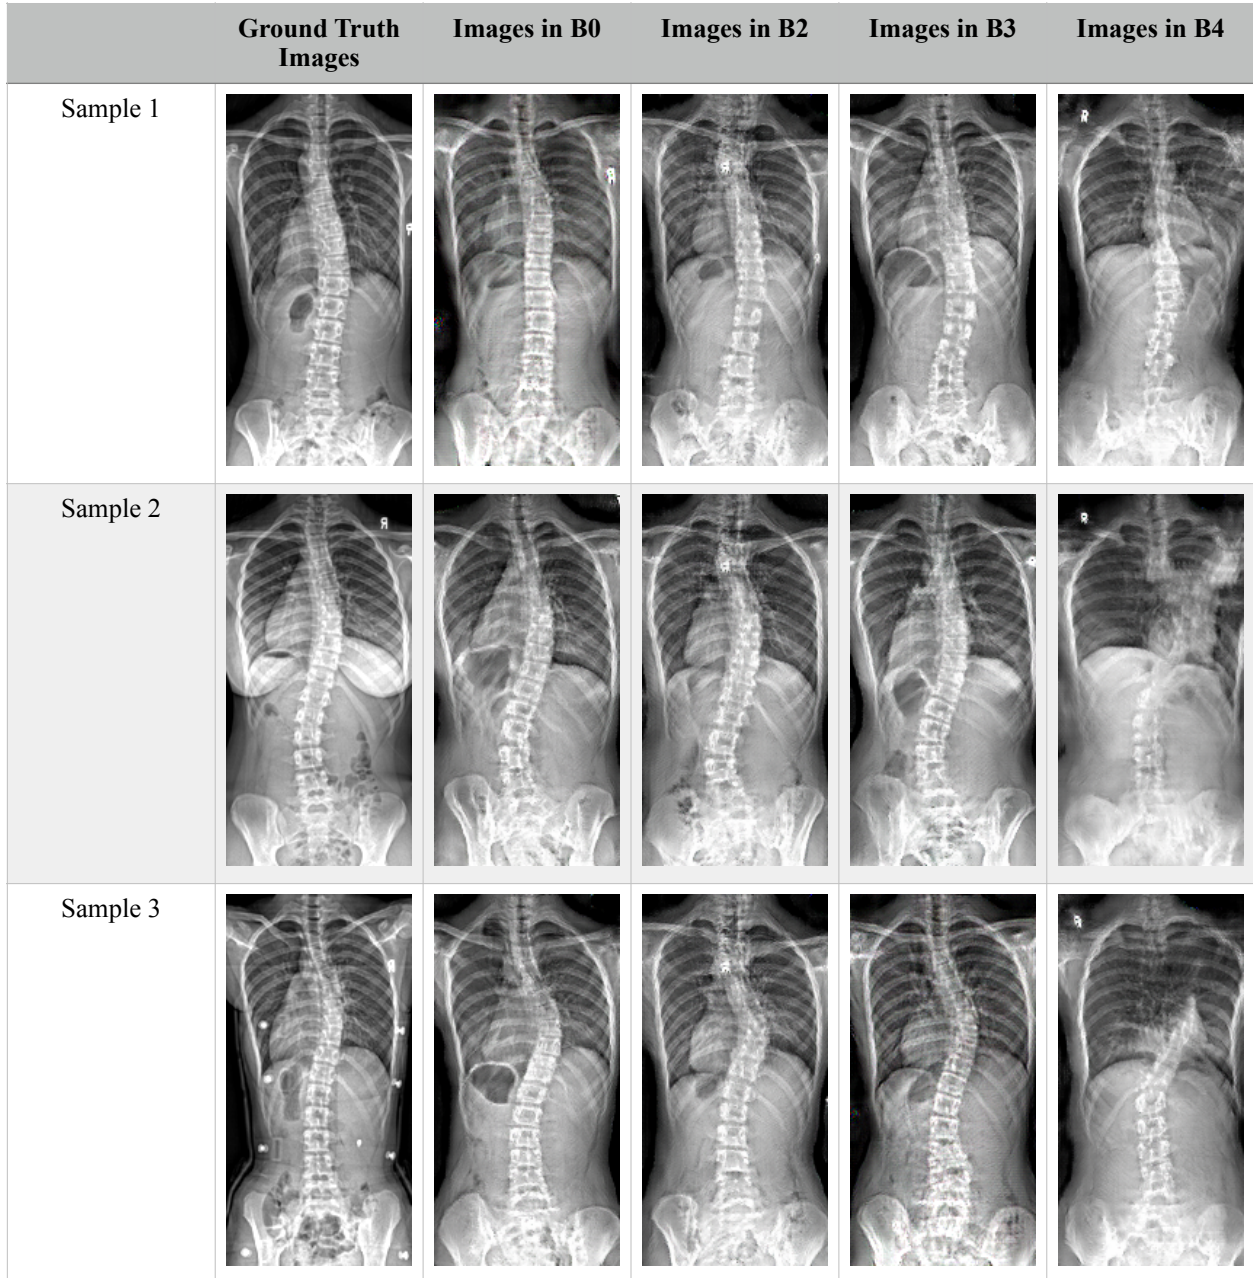 Ground Truth Images
Images in B0
Images in B2
Images in B3
Images in B4
Sample 1
Sample 2
Sample 3